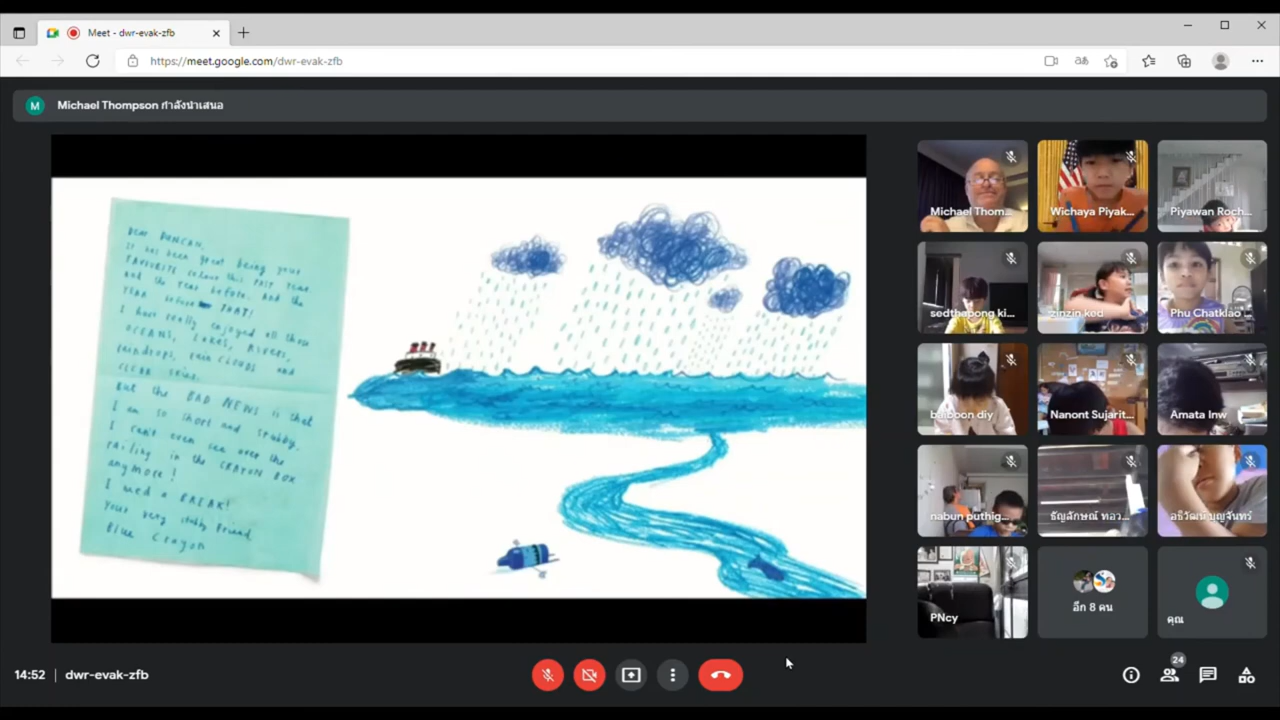 Meet - dwr-evak-zfb
https://meet.google.com/dwr-evak-zfb
M
Michael Thompson กำลังนำเสนอ
DEAR DUNCAN,
It has been great being your
FAVORITE colour this PAST year
And the Year before. And the
YEAR before THAT!
I have really enjoyed all those
OCEANS, LAKES, RIVERS,
RAINDROPS, rain CLOUDS and
CLEAR skies.
But the BAD NEWS is that
I am so short and stubby.
I can't even see over the
railing in the CRAYON BOX
anymore!
I need a BREAK!
Your very stubby friend,
Blue Crayon
Michael Thom...
Wichaya Piyak...
Piyawan Roch...
sedthapong ki...
zinzin ked
Phu Chatklao ...
baiboon diy
Nanont Sujarit...
Amata Inw
nabun puthig...
ธัญลักษณ์ ทอว...
อธิวัฒน์ บุญจันทร์
PNcy
อีก 8 คน
คุณ
14:52 | dwr-evak-zfb
24